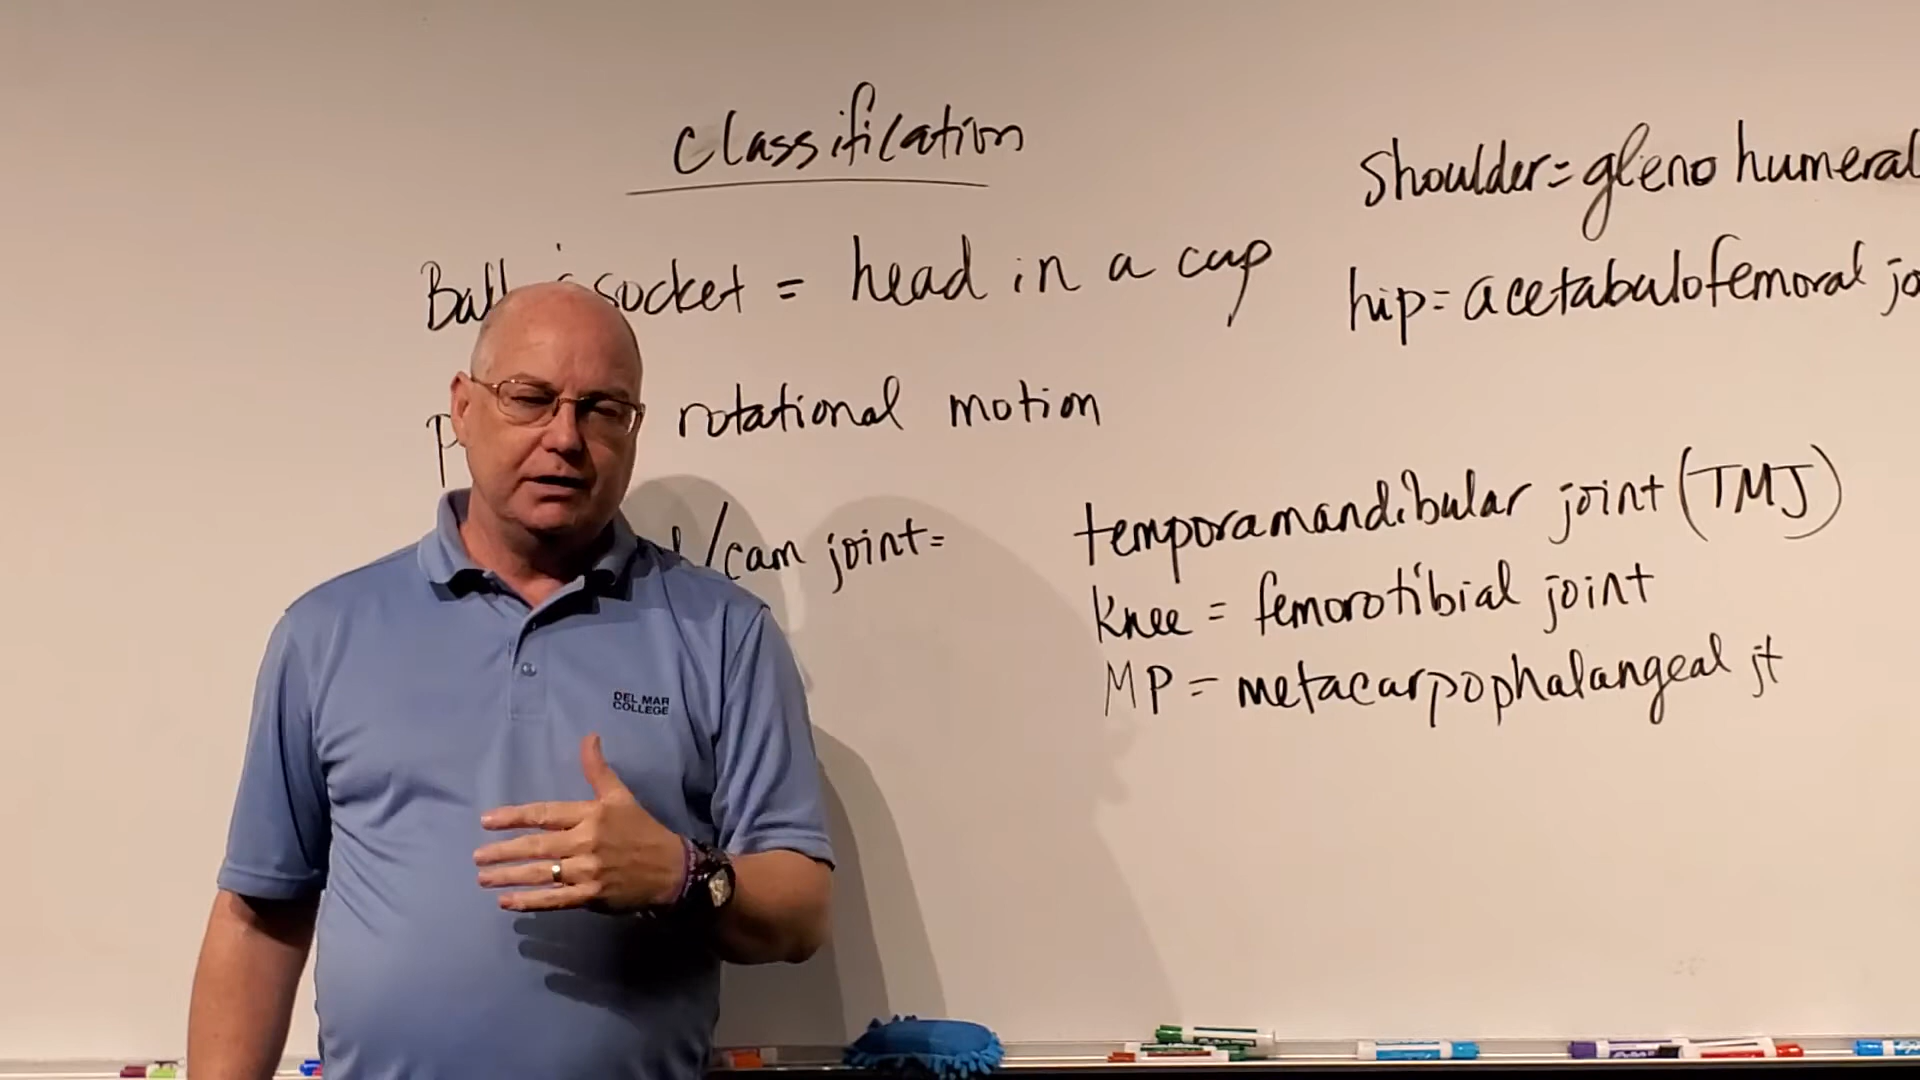 Classification
Ball & socket = head in a cup
rotational motion
/cam joint=
Shoulder= gleno humeral
hip= acetabulofemoral jo
temporamandibular joint (TMJ)
Knee = femorotibial joint
MP = metacarpophalangeal jt
DEL MAR
COLLEGE